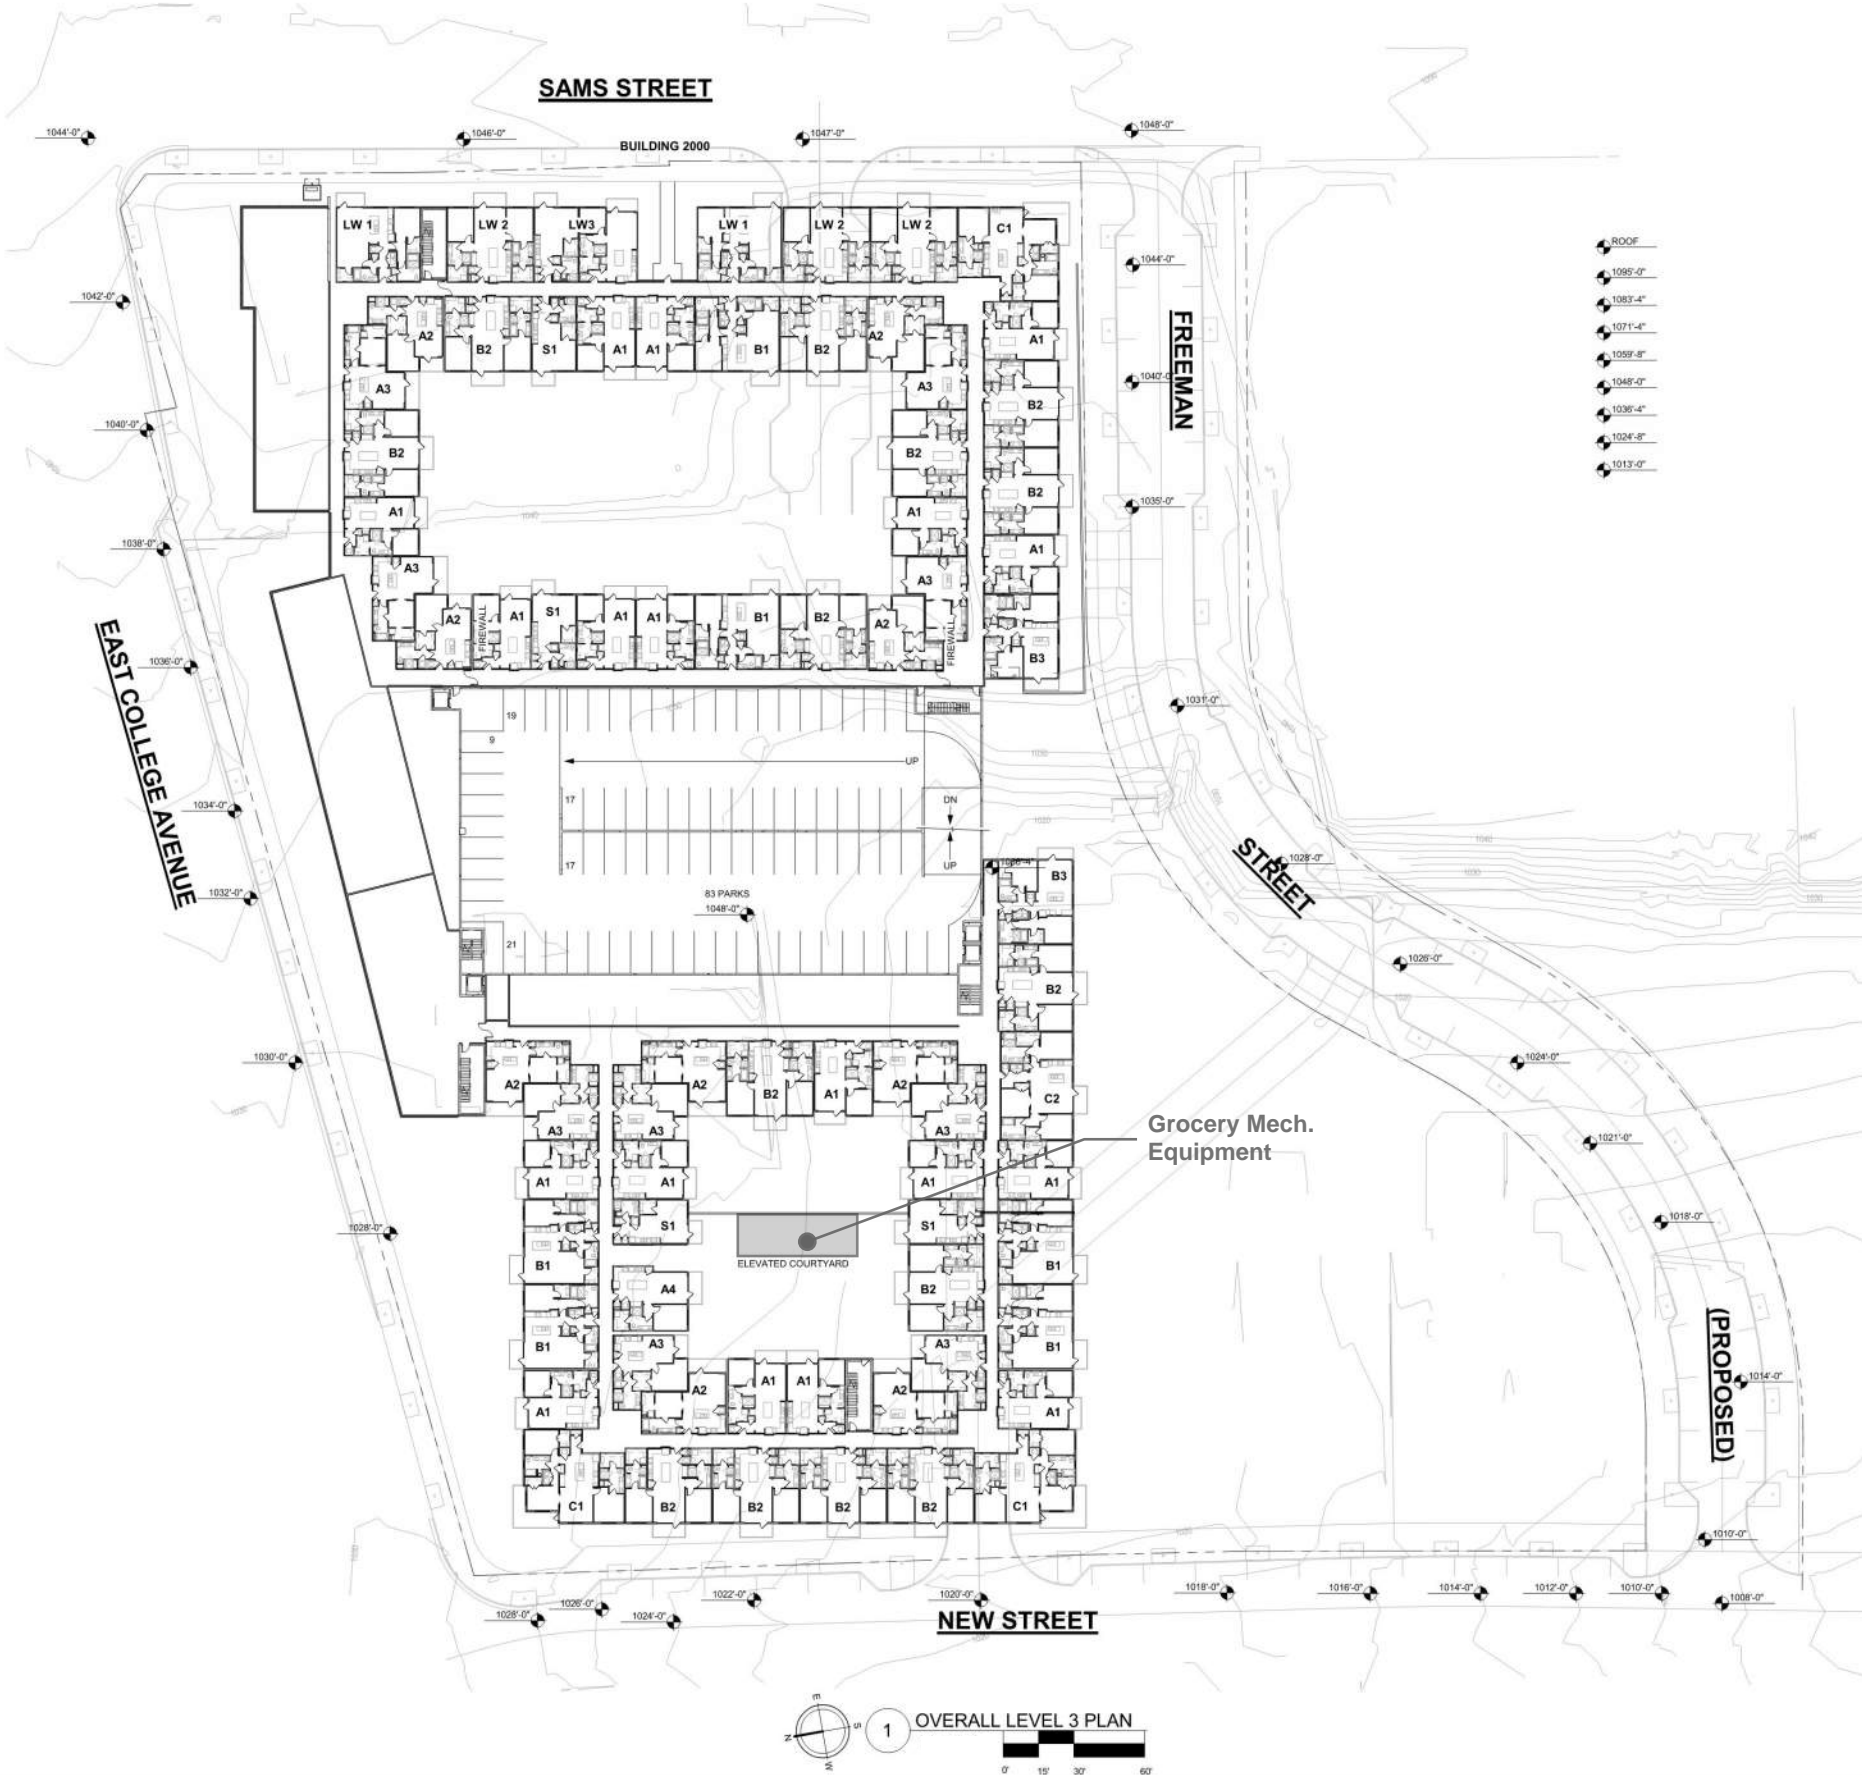 SAMS STREET
1044'-0"
1046'-0"
1047'-0"
1048'-0"
BUILDING 2000
LW 1
LW 2
LW3
LW 1
LW 2
LW 2
C1
ROOF
1095'-0"
1083'-4"
1071'-4"
1059'-8"
1048'-0"
1036'-4"
1024'-8"
1013'-0"
1044'-0"
1042'-0"
A2
B2
S1
A1
A1
B1
B2
A2
A1
FREEMAN
1040'-0"
A3
A3
B2
1040'-0"
B2
B2
B2
1035'-0"
A1
A1
1038'-0"
A1
A3
A3
A2
FIREWALL
A1
S1
A1
A1
B1
B2
A2
FIREWALL
B3
1036'-0"
EAST COLLEGE AVENUE
1031'-0"
19
9
UP
17
DN
1034'-0"
17
UP
STREET
1028'-0"
83 PARKS
1048'-0"
B3
1032'-0"
21
1026'-0"
B2
1030'-0"
1024'-0"
A2
A2
B2
A1
A2
C2
A3
A3
A3
Grocery Mech.
Equipment
1021'-0"
A1
A1
A1
A1
1028'-0"
S1
S1
1018'-0"
ELEVATED COURTYARD
B1
A4
B2
B1
B1
A3
A3
B1
(PROPOSED)
1014'-0"
A2
A1
A1
A2
A1
A1
C1
B2
B2
B2
B2
C1
1010'-0"
1028'-0"
1026'-0"
1024'-0"
1022'-0"
1020'-0"
1018'-0"
1016'-0"
1014'-0"
1012'-0"
1010'-0"
1008'-0"
NEW STREET
E
S
N
W
1
OVERALL LEVEL 3 PLAN
0'
15'
30'
60'